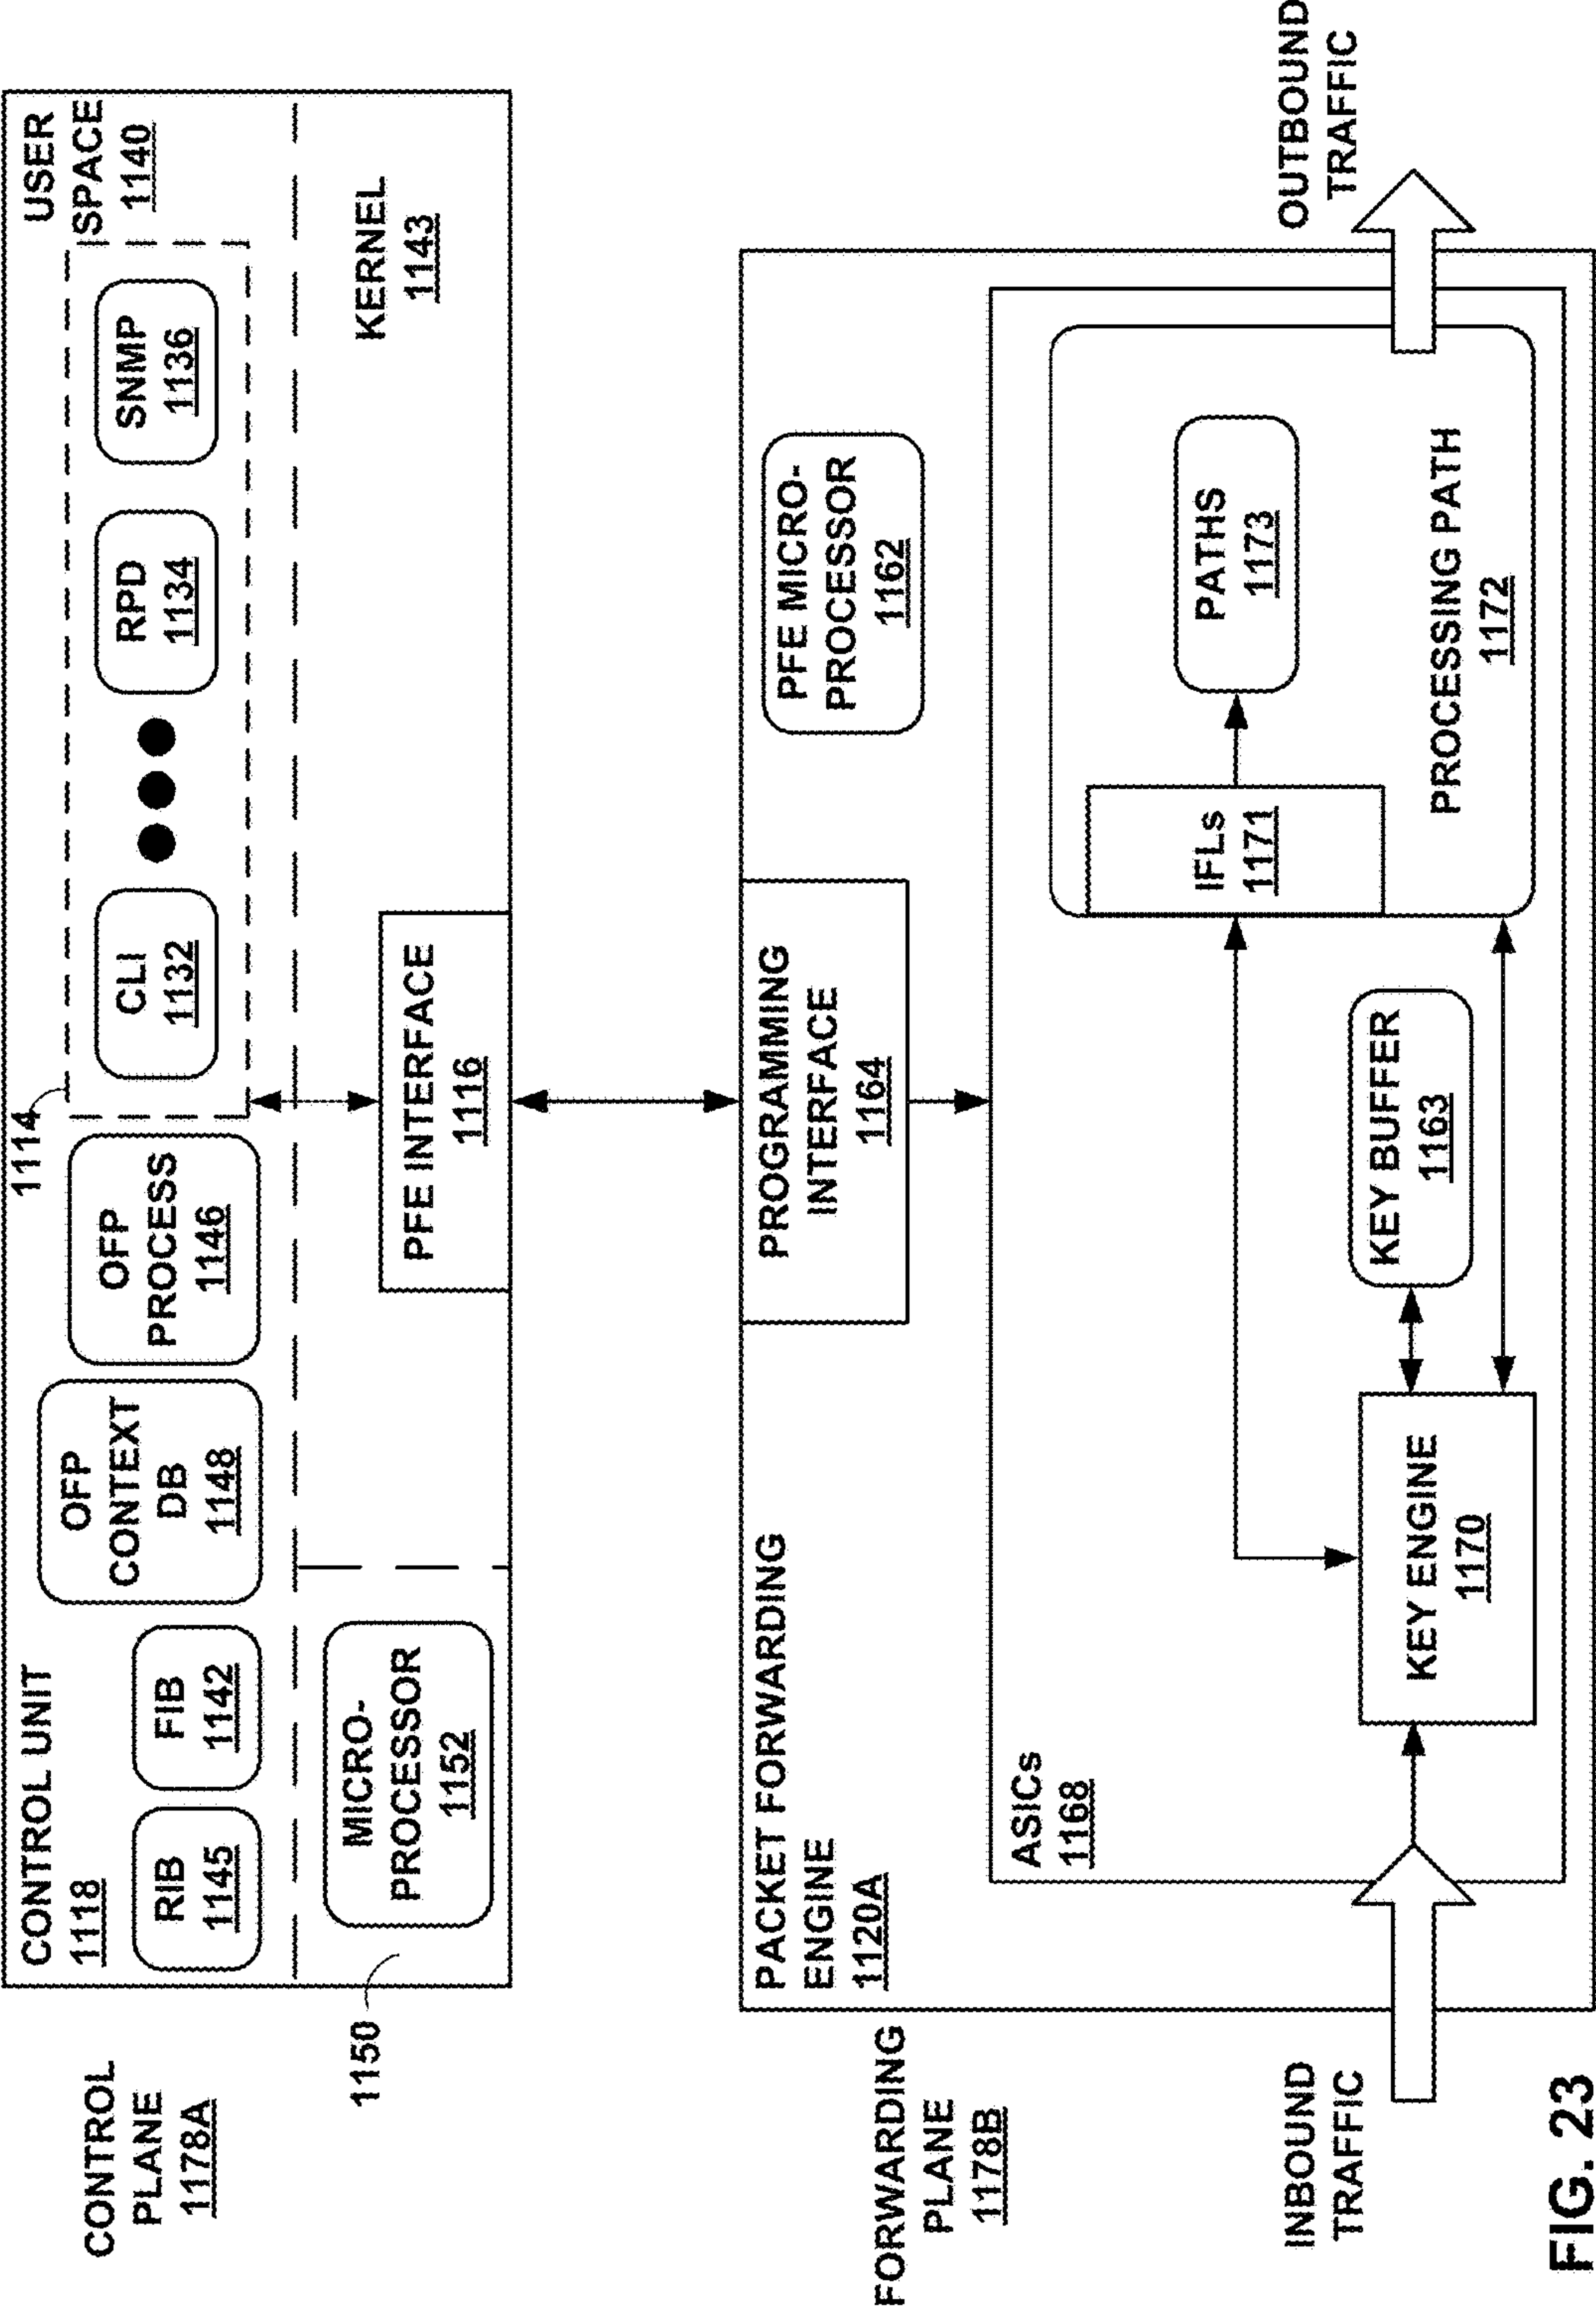 CONTROL
PLANE
1178A
CONTROL UNIT
1118
RIB
1145
FIB
1142
OFP
CONTEXT
DB
1148
OFP
PROCESS
1146
1114
CLI
1132
RPD
1134
SNMP
1136
USER
SPACE
1140
1150
MICRO-
PROCESSOR
1152
PFE INTERFACE
1116
KERNEL
1143
FORWARDING
PLANE
1178B
PACKET FORWARDING
ENGINE
1120A
PROGRAMMING
INTERFACE
1164
PFE MICRO-
PROCESSOR
1162
ASICs
1168
INBOUND
TRAFFIC
KEY ENGINE
1170
KEY BUFFER
1163
IFLs
1171
PATHS
1173
PROCESSING PATH
1172
OUTBOUND
TRAFFIC
FIG. 23